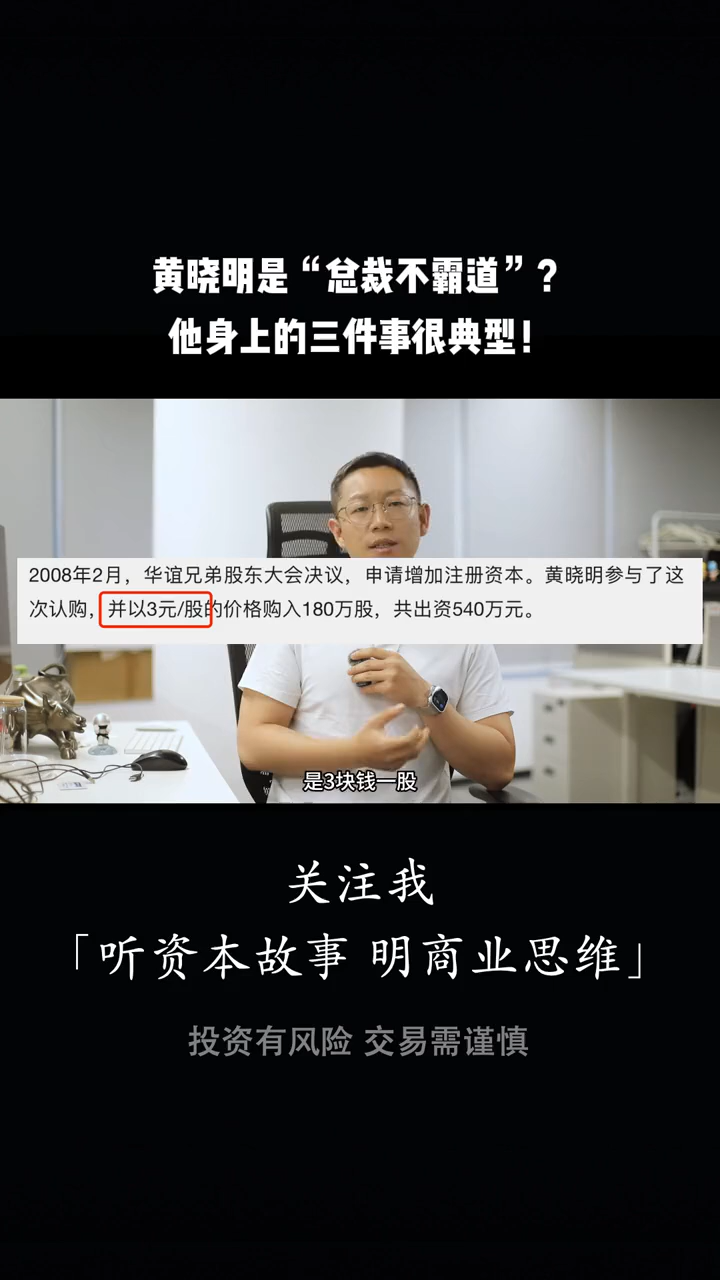 黄晓明是“总裁不霸道”？
他身上的三件事很典型！
2008年2月，华谊兄弟股东大会决议，申请增加注册资本。黄晓明参与了这
次认购，并以3元/股的价格购入180万股，共出资540万元。
是3块钱一股
关注我
「听资本故事 明商业思维」
投资有风险 交易需谨慎